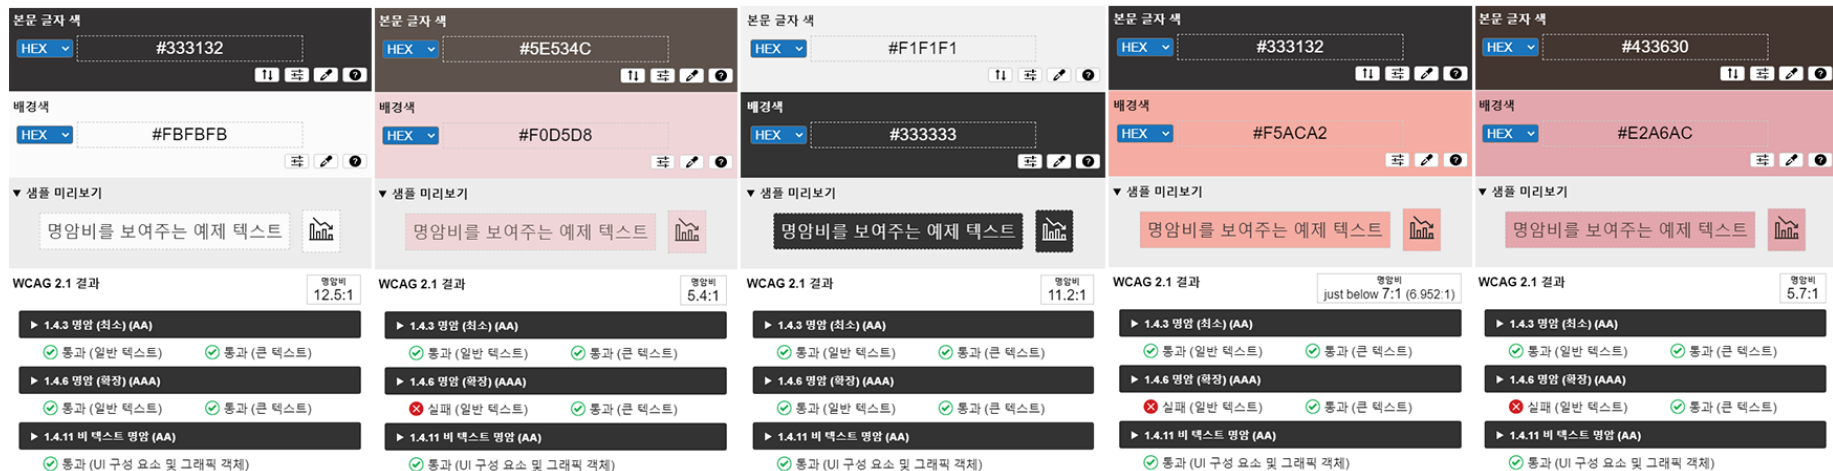 본문 글자 색
HEX
#333132
배경색
HEX
#FBFBFB
▼ 샘플 미리보기
명암비를 보여주는 예제 텍스트
WCAG 2.1 결과
명암비
12.5:1
▶ 1.4.3 명암 (최소) (AA)
통과 (일반 텍스트) 통과 (큰 텍스트)
▶ 1.4.6 명암 (확장) (AAA)
통과 (일반 텍스트) 통과 (큰 텍스트)
▶ 1.4.11 비 텍스트 명암 (AA)
통과 (UI 구성 요소 및 그래픽 객체)
본문 글자 색
HEX
#5E534C
배경색
HEX
#F0D5D8
▼ 샘플 미리보기
명암비를 보여주는 예제 텍스트
WCAG 2.1 결과
명암비
5.4:1
▶ 1.4.3 명암 (최소) (AA)
통과 (일반 텍스트) 통과 (큰 텍스트)
▶ 1.4.6 명암 (확장) (AAA)
실패 (일반 텍스트) 통과 (큰 텍스트)
▶ 1.4.11 비 텍스트 명암 (AA)
통과 (UI 구성 요소 및 그래픽 객체)
본문 글자 색
HEX
#F1F1F1
배경색
HEX
#333333
▼ 샘플 미리보기
명암비를 보여주는 예제 텍스트
WCAG 2.1 결과
명암비
11.2:1
▶ 1.4.3 명암 (최소) (AA)
통과 (일반 텍스트) 통과 (큰 텍스트)
▶ 1.4.6 명암 (확장) (AAA)
통과 (일반 텍스트) 통과 (큰 텍스트)
▶ 1.4.11 비 텍스트 명암 (AA)
통과 (UI 구성 요소 및 그래픽 객체)
본문 글자 색
HEX
#333132
배경색
HEX
#F5ACA2
▼ 샘플 미리보기
명암비를 보여주는 예제 텍스트
WCAG 2.1 결과
명암비
just below 7:1 (6.952:1)
▶ 1.4.3 명암 (최소) (AA)
통과 (일반 텍스트) 통과 (큰 텍스트)
▶ 1.4.6 명암 (확장) (AAA)
실패 (일반 텍스트) 통과 (큰 텍스트)
▶ 1.4.11 비 텍스트 명암 (AA)
통과 (UI 구성 요소 및 그래픽 객체)
본문 글자 색
HEX
#433630
배경색
HEX
#E2A6AC
▼ 샘플 미리보기
명암비를 보여주는 예제 텍스트
WCAG 2.1 결과
명암비
5.7:1
▶ 1.4.3 명암 (최소) (AA)
통과 (일반 텍스트) 통과 (큰 텍스트)
▶ 1.4.6 명암 (확장) (AAA)
실패 (일반 텍스트) 통과 (큰 텍스트)
▶ 1.4.11 비 텍스트 명암 (AA)
통과 (UI 구성 요소 및 그래픽 객체)